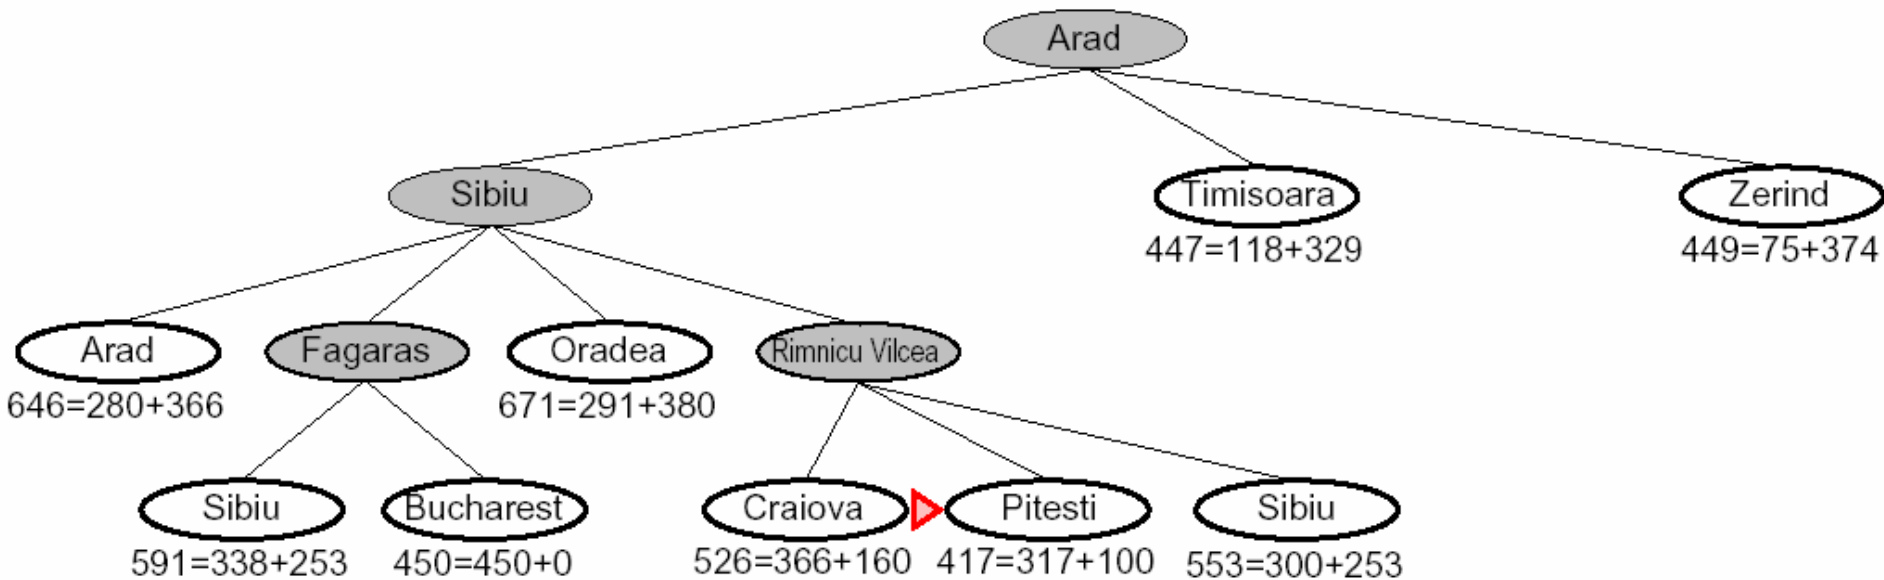 Arad
Sibiu
Timisoara
Zerind
447=118+329
449=75+374
Arad
Fagaras
Oradea
Rimnicu Vilcea
646=280+366
671=291+380
Sibiu
Bucharest
Craiova
Pitesti
Sibiu
591=338+253
450=450+0
526=366+160
417=317+100
553=300+253